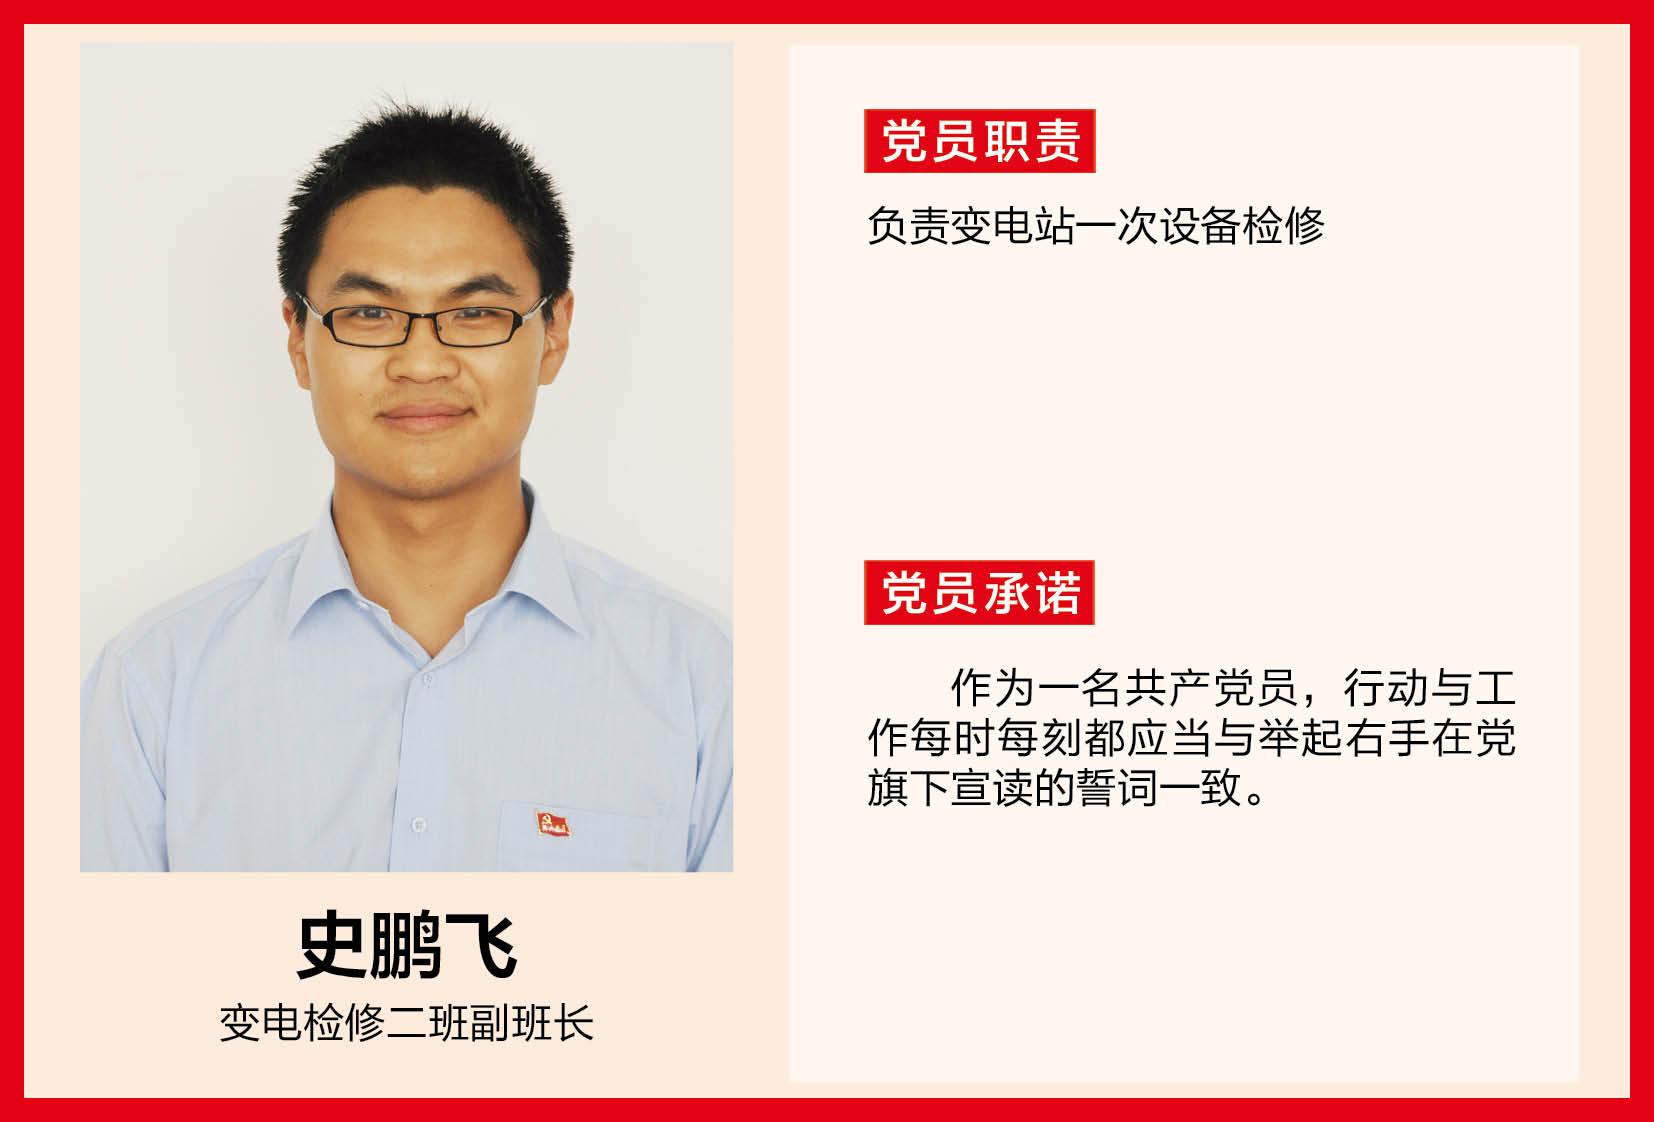 党员职责
负责变电站一次设备检修
党员承诺
作为一名共产党员，行动与工
作每时每刻都应当与举起右手在党
旗下宣读的誓词一致。
史鹏飞
变电检修二班副班长